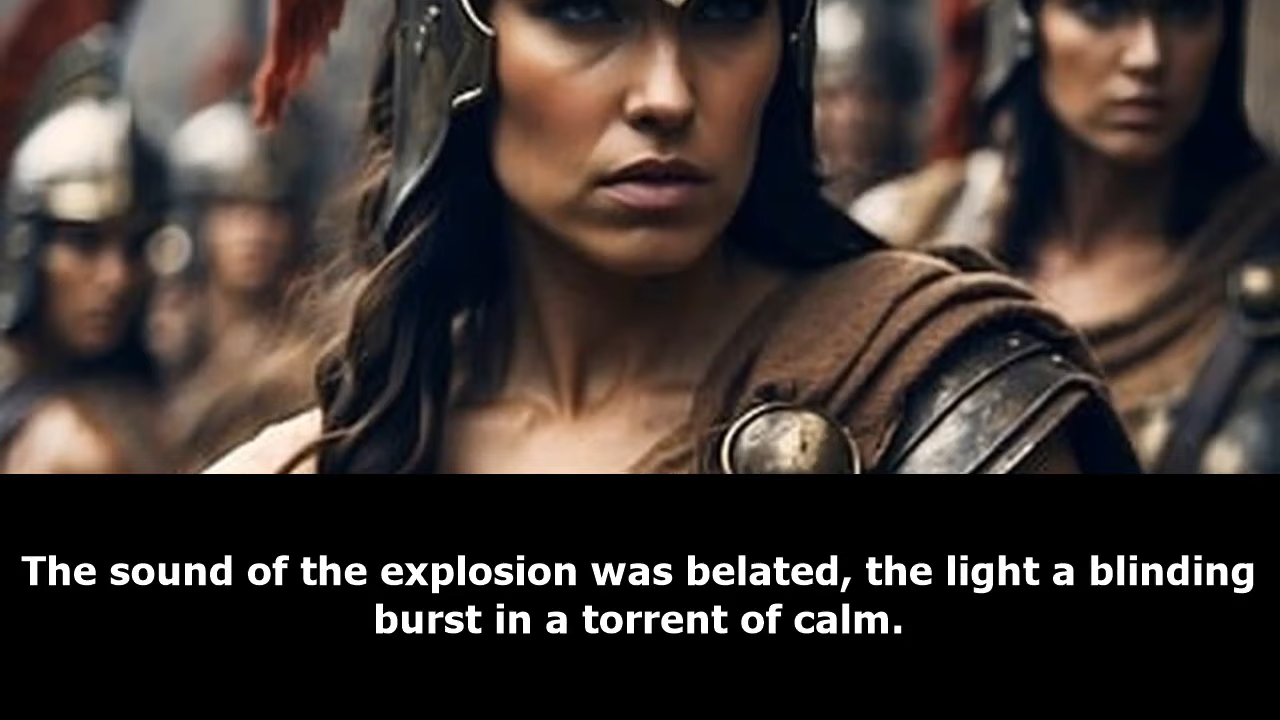 The sound of the explosion was belated, the light a blinding
burst in a torrent of calm.